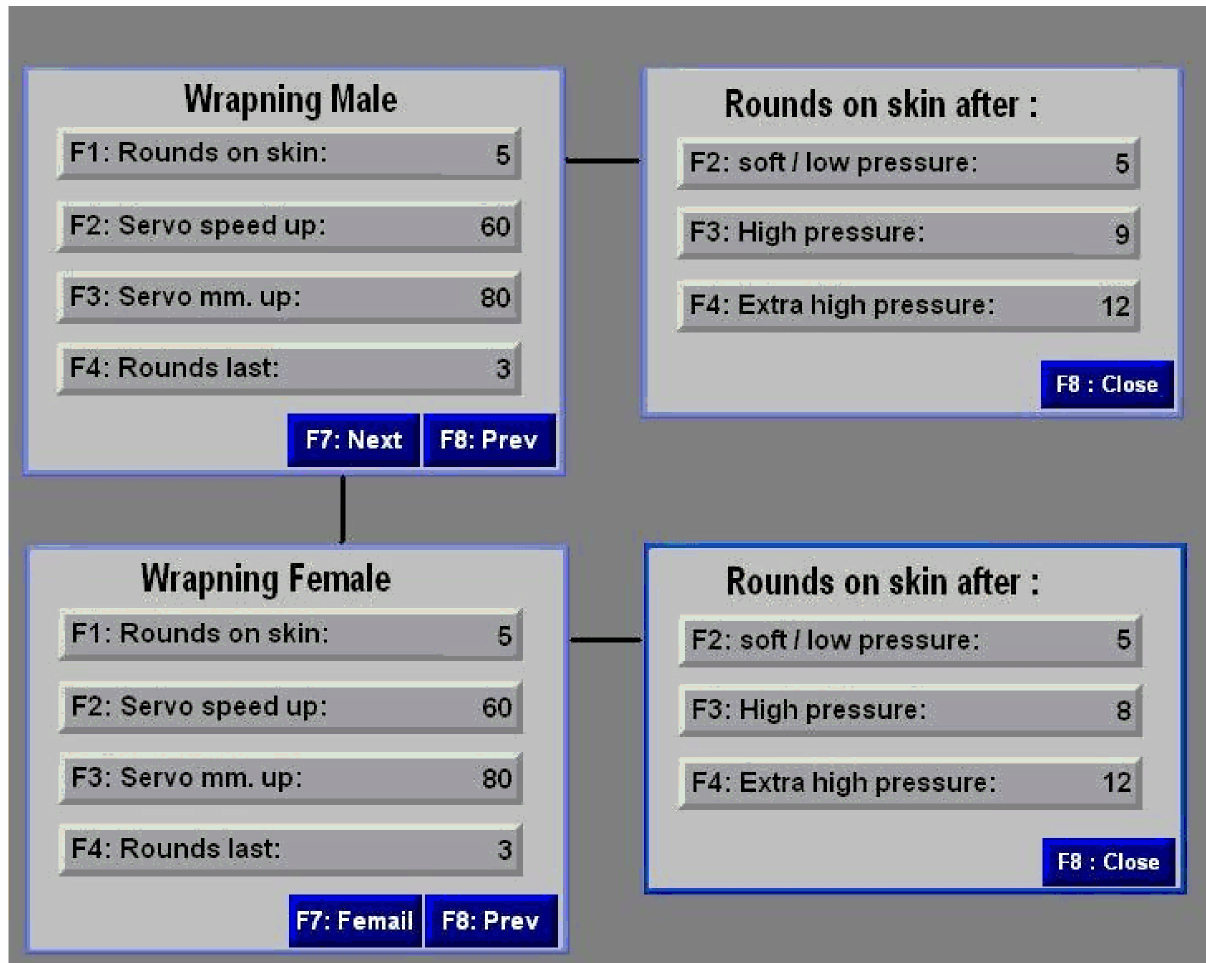 Wrapning Male
F1: Rounds on skin: 5
F2: Servo speed up: 60
F3: Servo mm. up: 80
F4: Rounds last: 3
F7: Next F8: Prev
Rounds on skin after :
F2: soft / low pressure: 5
F3: High pressure: 9
F4: Extra high pressure: 12
F8 : Close
Wrapning Female
F1: Rounds on skin: 5
F2: Servo speed up: 60
F3: Servo mm. up: 80
F4: Rounds last: 3
F7: Femail F8: Prev
Rounds on skin after :
F2: soft / low pressure: 5
F3: High pressure: 8
F4: Extra high pressure: 12
F8 : Close